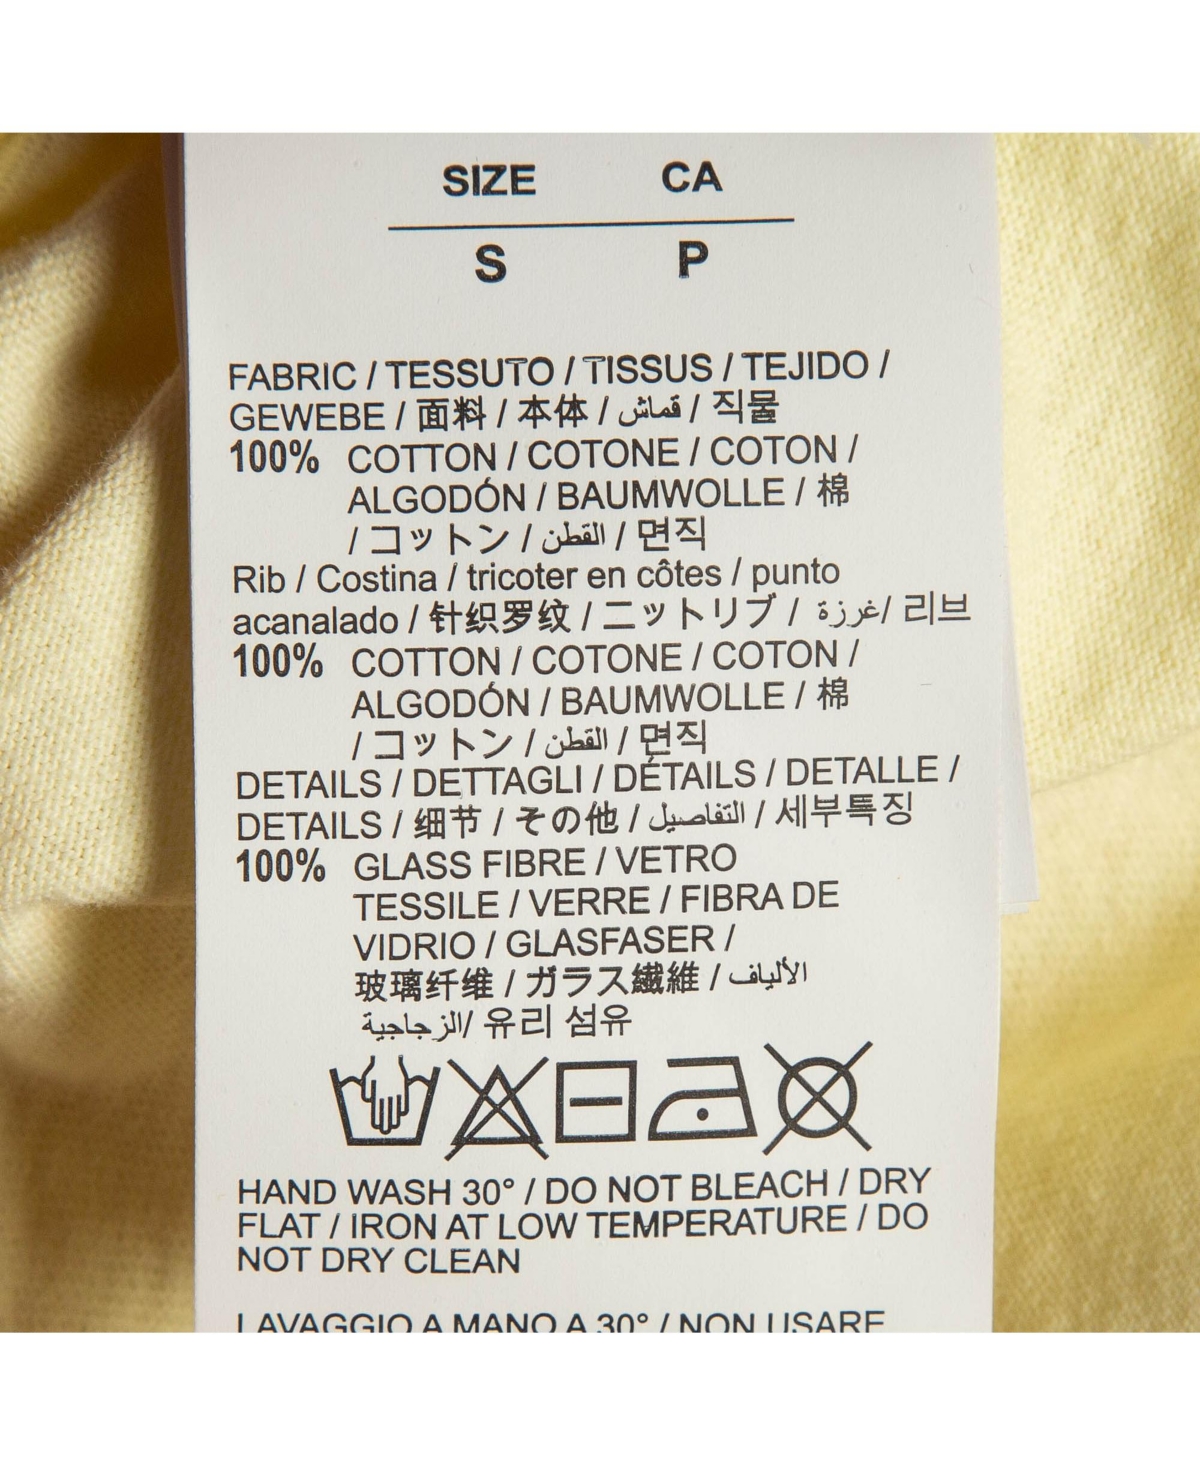 SIZE CA
S P
FABRIC / TESSUTO / TISSUS / TEJIDO /
GEWEBE / 面料 / 本体 / قماش / 직물
100% COTTON / COTONE / COTON /
ALGODÓN / BAUMWOLLE / 棉
/ コットン / القطن / 면직
Rib / Costina / tricoter en côtes / punto
acanalado / 针织罗纹 / ニットリブ / غرزة / 리브
100% COTTON / COTONE / COTON /
ALGODÓN / BAUMWOLLE / 棉
/ コットン / القطن / 면직
DETAILS / DETTAGLI / DÉTAILS / DETALLE /
DETAILS / 细节 / その他 / التفاصيل / 세부특징
100% GLASS FIBRE / VETRO
TESSILE / VERRE / FIBRA DE
VIDRIO / GLASFASER /
玻璃纤维 / ガラス繊維 / الألياف
الزجاجية / 유리 섬유
HAND WASH 30° / DO NOT BLEACH / DRY
FLAT / IRON AT LOW TEMPERATURE / DO
NOT DRY CLEAN
LAVAGGIO A MANO A 30° / NON USARE